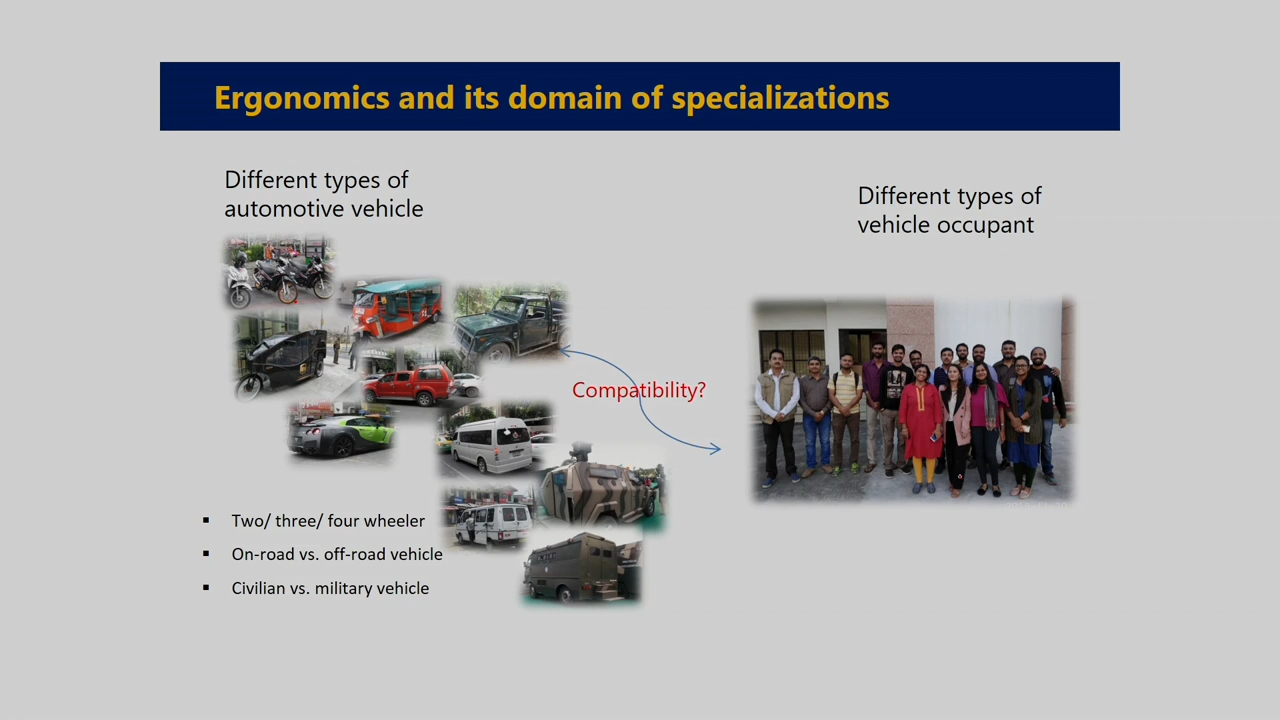 Ergonomics and its domain of specializations
Different types of
automotive vehicle
Different types of
vehicle occupant
Compatibility?
▪ Two/ three/ four wheeler
▪ On-road vs. off-road vehicle
▪ Civilian vs. military vehicle